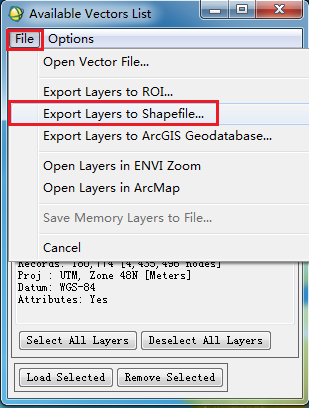 Available Vectors List
File Options
Open Vector File...
Export Layers to ROI...
Export Layers to Shapefile...
Export Layers to ArcGIS Geodatabase...
Open Layers in ENVI Zoom
Open Layers in ArcMap
Save Memory Layers to File...
Cancel
Records: 180,774 [4,435,498 nodes]
Proj : UTM, Zone 48N [Meters]
Datum: WGS-84
Attributes: Yes
Select All Layers Deselect All Layers
Load Selected Remove Selected